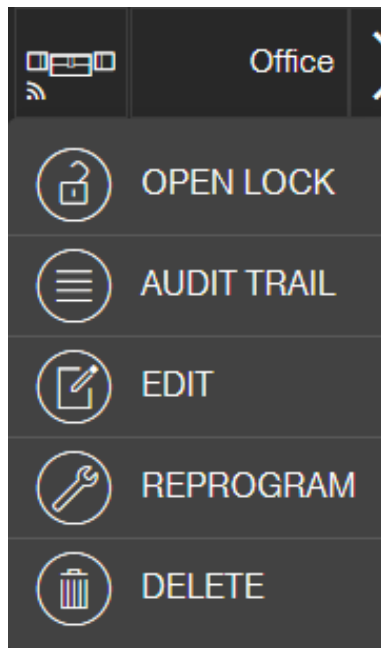 Office
OPEN LOCK
AUDIT TRAIL
EDIT
REPROGRAM
DELETE